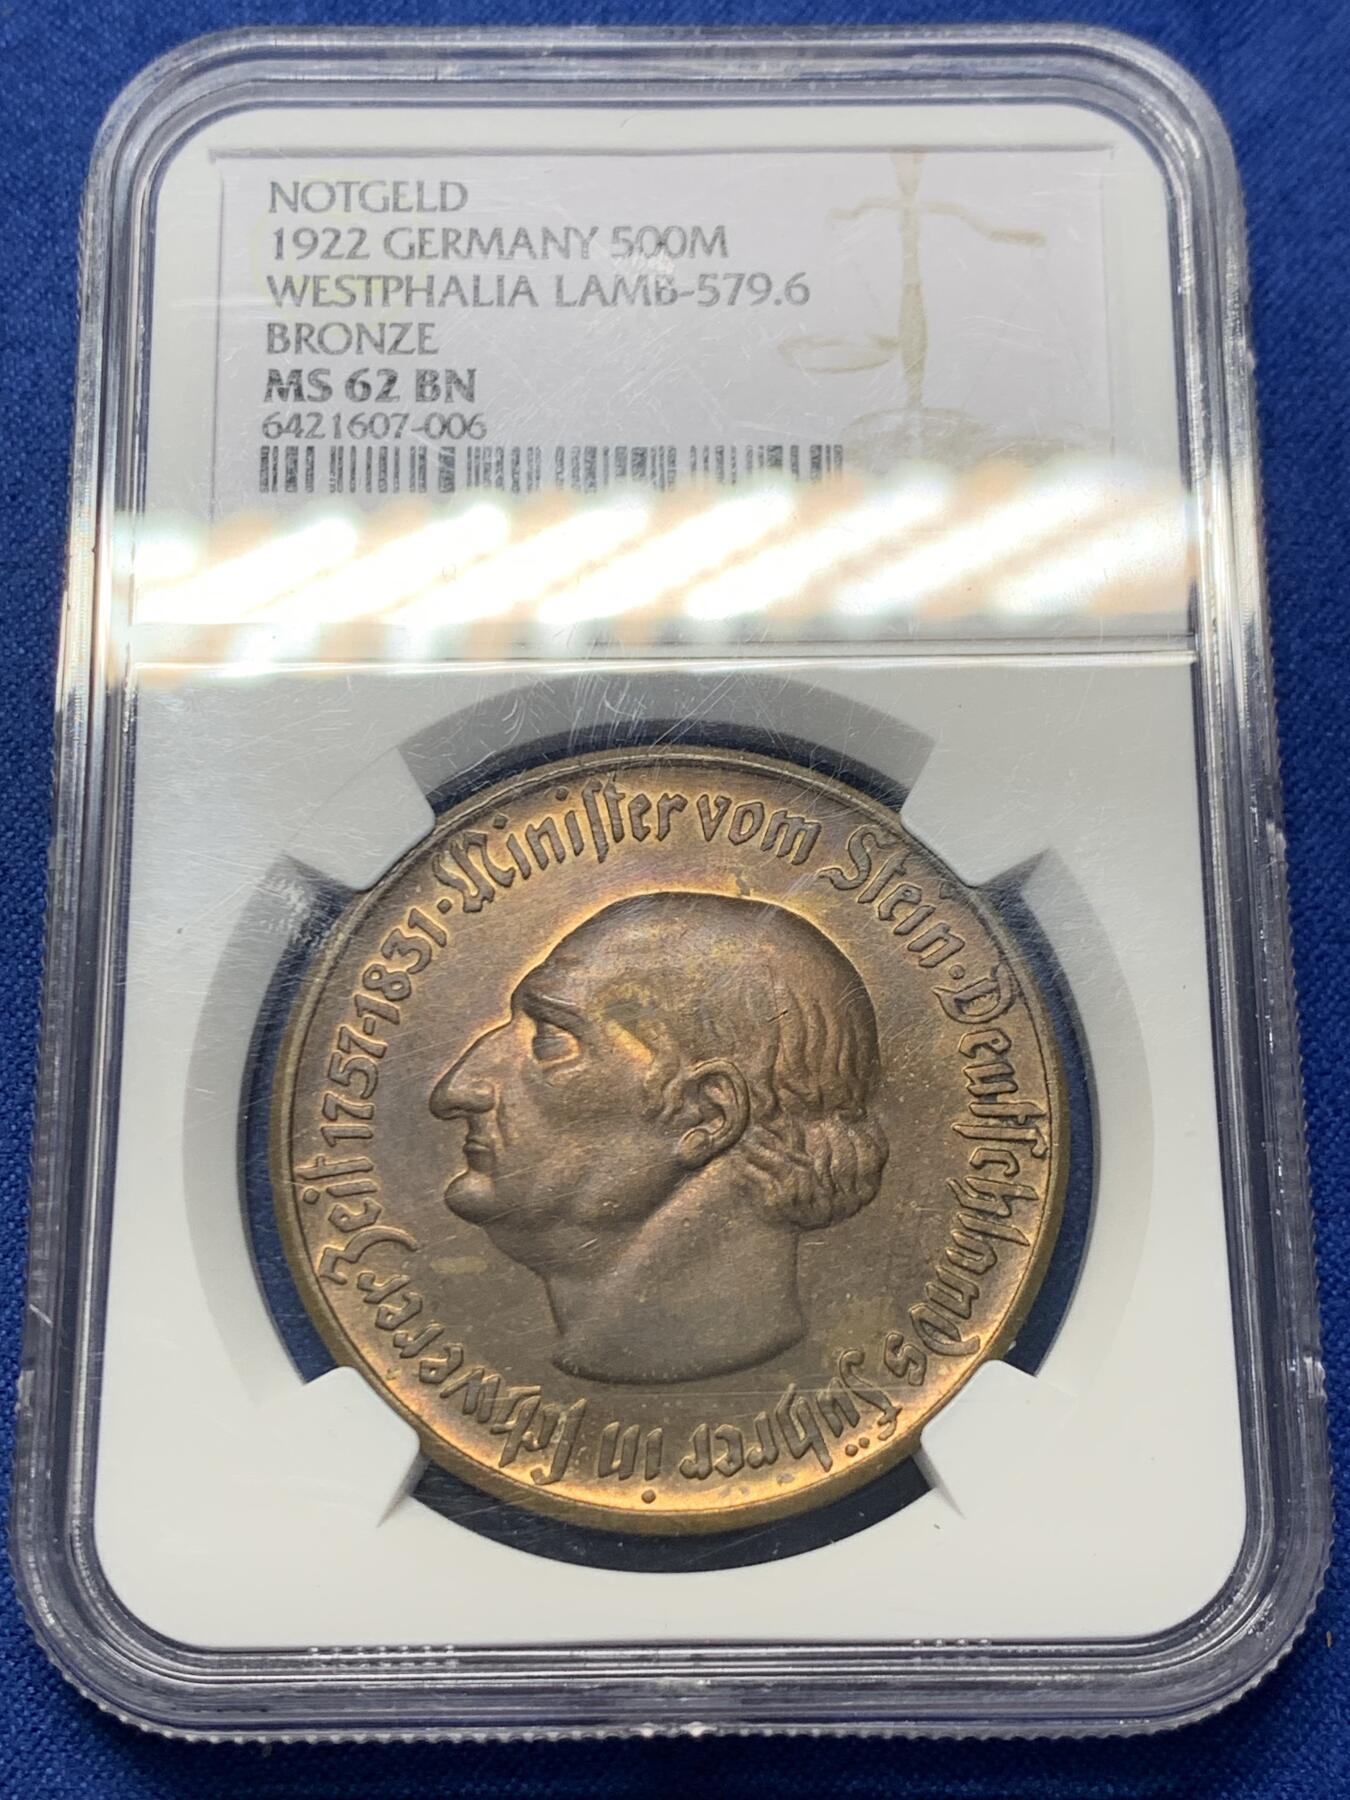 NOTGELD
1922 GERMANY 500M
WESTPHALIA LAMB-579.6
BRONZE
MS 62 BN
6421607-006
Miniſter vom Stein · Deutſchlands Führer in ſchwerer Zeit 1757-1831 ·